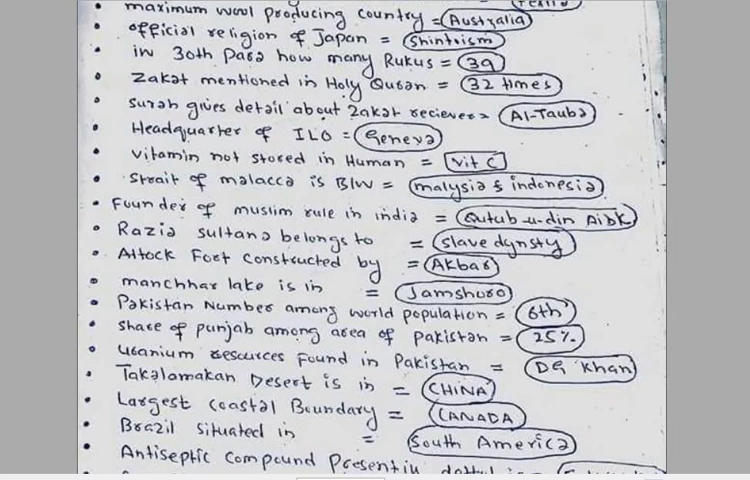 maximum wool producing country = Australia
official religion of Japan = Shintoism
in 30th Para how many Rukus = 39
Zakat mentioned in Holy Quran = 32 times
Surah gives detail about Zakat reciever = Al-Tauba
Headquarter of ILO = Geneva
vitamin not stored in Human = vit C
Strait of malacca is B/W = malysia & indonesia
Founder of muslim rule in india = Qutub-u-din Aibk
Razia sultana belongs to = slave dynsty
Attock Fort constructed by = Akbar
manchhar lake is in = Jamshoro
Pakistan Number among world population = 6th
share of punjab among area of pakistan = 25%
uranium resources found in Pakistan = DG Khan
Takalamakan Desert is in = CHINA
Largest Coastal Boundary = CANADA
Brazil situated in = South America
Antiseptic compound Present in